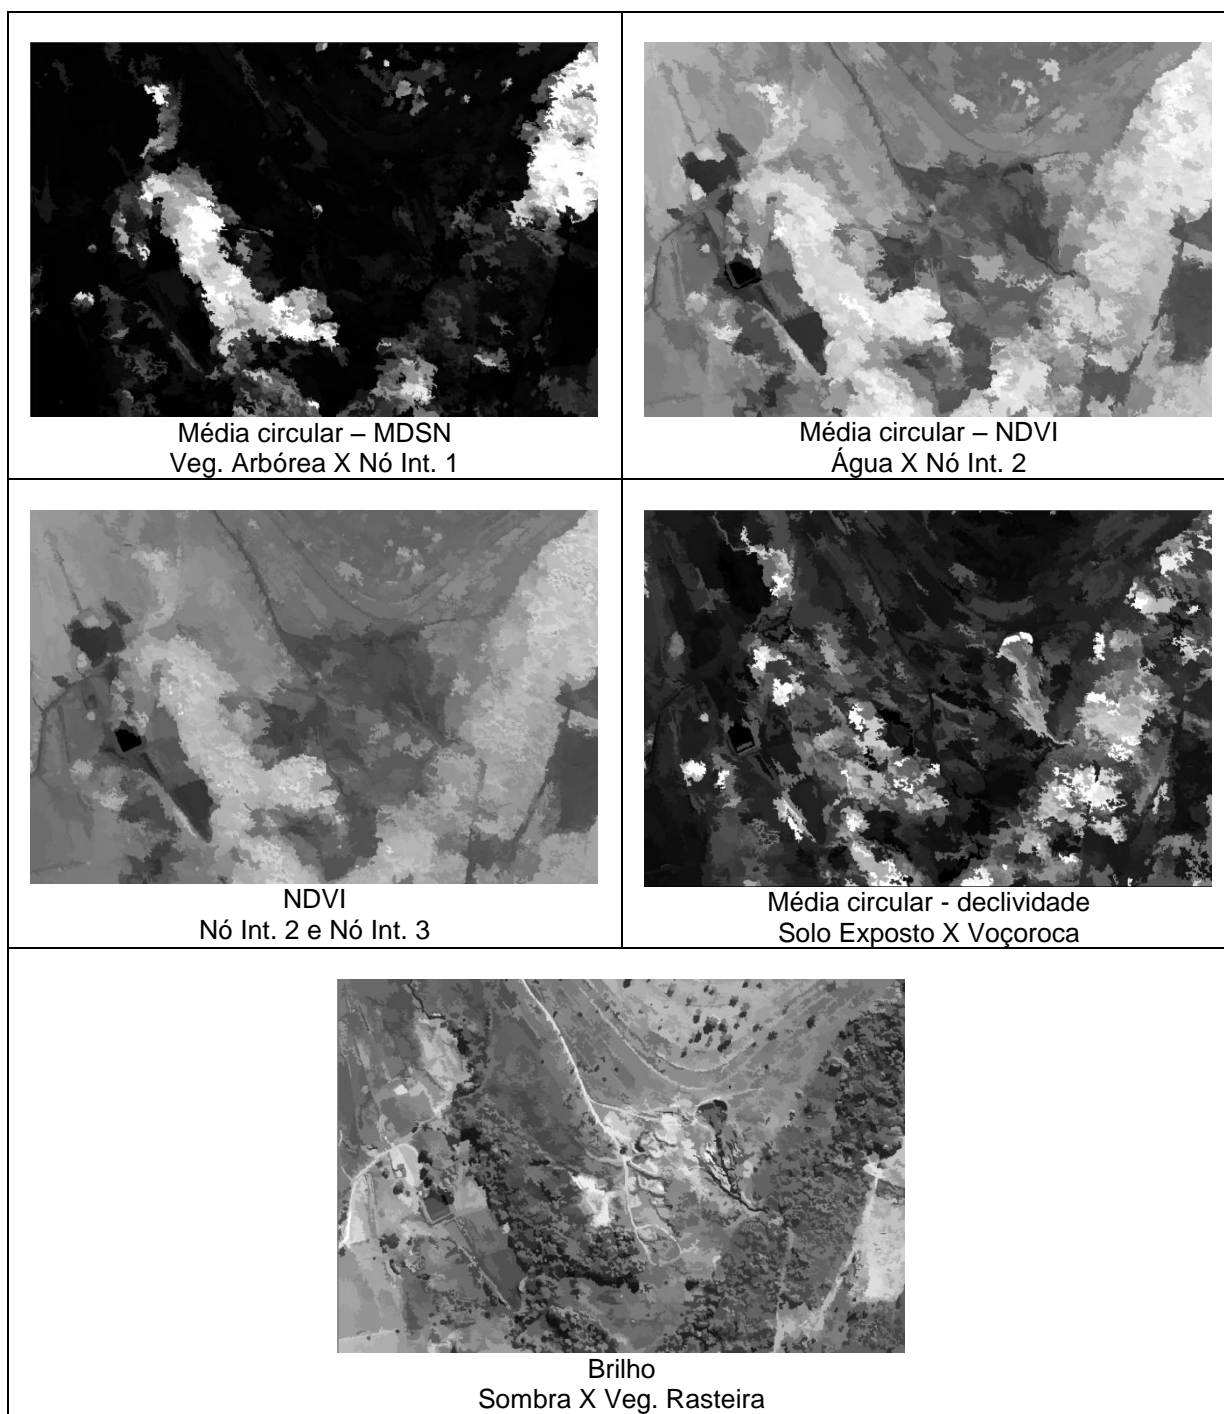 Média circular – MDSN
Veg. Arbórea X Nó Int. 1
Média circular – NDVI
Água X Nó Int. 2
NDVI
Nó Int. 2 e Nó Int. 3
Média circular - declividade
Solo Exposto X Voçoroca
Brilho
Sombra X Veg. Rasteira